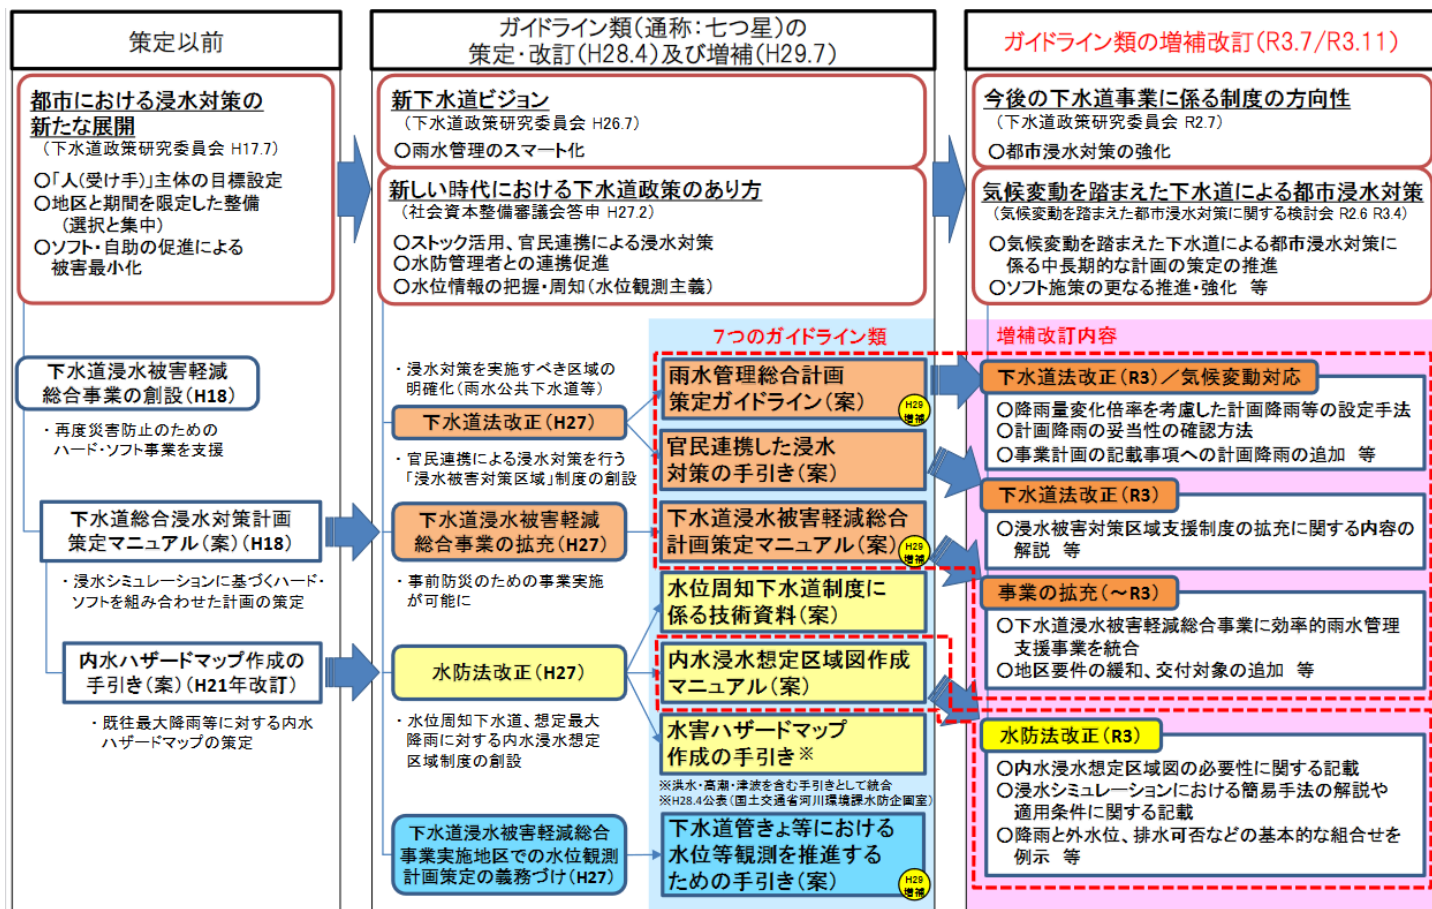 策定以前
ガイドライン類(通称：七つ星)の
策定・改訂(H28.4)及び増補(H29.7)
ガイドライン類の増補改訂(R3.7/R3.11)
都市における浸水対策の
新たな展開
(下水道政策研究委員会 H17.7)
〇「人(受け手)」主体の目標設定
〇地区と期間を限定した整備
(選択と集中)
〇ソフト・自助の促進による
被害最小化
新下水道ビジョン
(下水道政策研究委員会 H26.7)
〇雨水管理のスマート化
新しい時代における下水道政策のあり方
(社会資本整備審議会答申 H27.2)
〇ストック活用、官民連携による浸水対策
〇水防管理者との連携促進
〇水位情報の把握・周知(水位観測主義)
今後の下水道事業に係る制度の方向性
(下水道政策研究委員会 R2.7)
〇都市浸水対策の強化
気候変動を踏まえた下水道による都市浸水対策
(気候変動を踏まえた都市浸水対策に関する検討会 R2.6 R3.4)
〇気候変動を踏まえた下水道による都市浸水対策に
係る中長期的な計画の策定の推進
〇ソフト施策の更なる推進・強化 等
下水道浸水被害軽減
総合事業の創設(H18)
・再度災害防止のための
ハード・ソフト事業を支援
下水道総合浸水対策計画
策定マニュアル(案)(H18)
・浸水シミュレーションに基づくハード・
ソフトを組み合わせた計画の策定
内水ハザードマップ作成の
手引き(案)(H21年改訂)
・既往最大降雨等に対する内水
ハザードマップの策定
・浸水対策を実施すべき区域の
明確化(雨水公共下水道等)
下水道法改正(H27)
・官民連携による浸水対策を行う
「浸水被害対策区域」制度の創設
下水道浸水被害軽減
総合事業の拡充(H27)
・事前防災のための事業実施
が可能に
水防法改正(H27)
・水位周知下水道、想定最大
降雨に対する内水浸水想定
区域制度の創設
下水道浸水被害軽減総合
事業実施地区での水位観測
計画策定の義務づけ(H27)
7つのガイドライン類
雨水管理総合計画
策定ガイドライン(案)
H29
増補
官民連携した浸水
対策の手引き(案)
下水道浸水被害軽減総合
計画策定マニュアル(案)
H29
増補
水位周知下水道制度に
係る技術資料(案)
内水浸水想定区域図作成
マニュアル(案)
水害ハザードマップ
作成の手引き※
※洪水・高潮・津波を含む手引きとして統合
※H28.4公表(国土交通省河川環境課水防企画室)
下水道管きょ等における
水位等観測を推進する
ための手引き(案)
H29
増補
増補改訂内容
下水道法改正(R3)／気候変動対応
〇降雨量変化倍率を考慮した計画降雨等の設定手法
〇計画降雨の妥当性の確認方法
〇事業計画の記載事項への計画降雨の追加 等
下水道法改正(R3)
〇浸水被害対策区域支援制度の拡充に関する内容の
解説 等
事業の拡充(～R3)
〇下水道浸水被害軽減総合事業に効率的雨水管理
支援事業を統合
〇地区要件の緩和、交付対象の追加 等
水防法改正(R3)
〇内水浸水想定区域図の必要性に関する記載
〇浸水シミュレーションにおける簡易手法の解説や
適用条件に関する記載
〇降雨と外水位、排水可否などの基本的な組合せを
例示 等